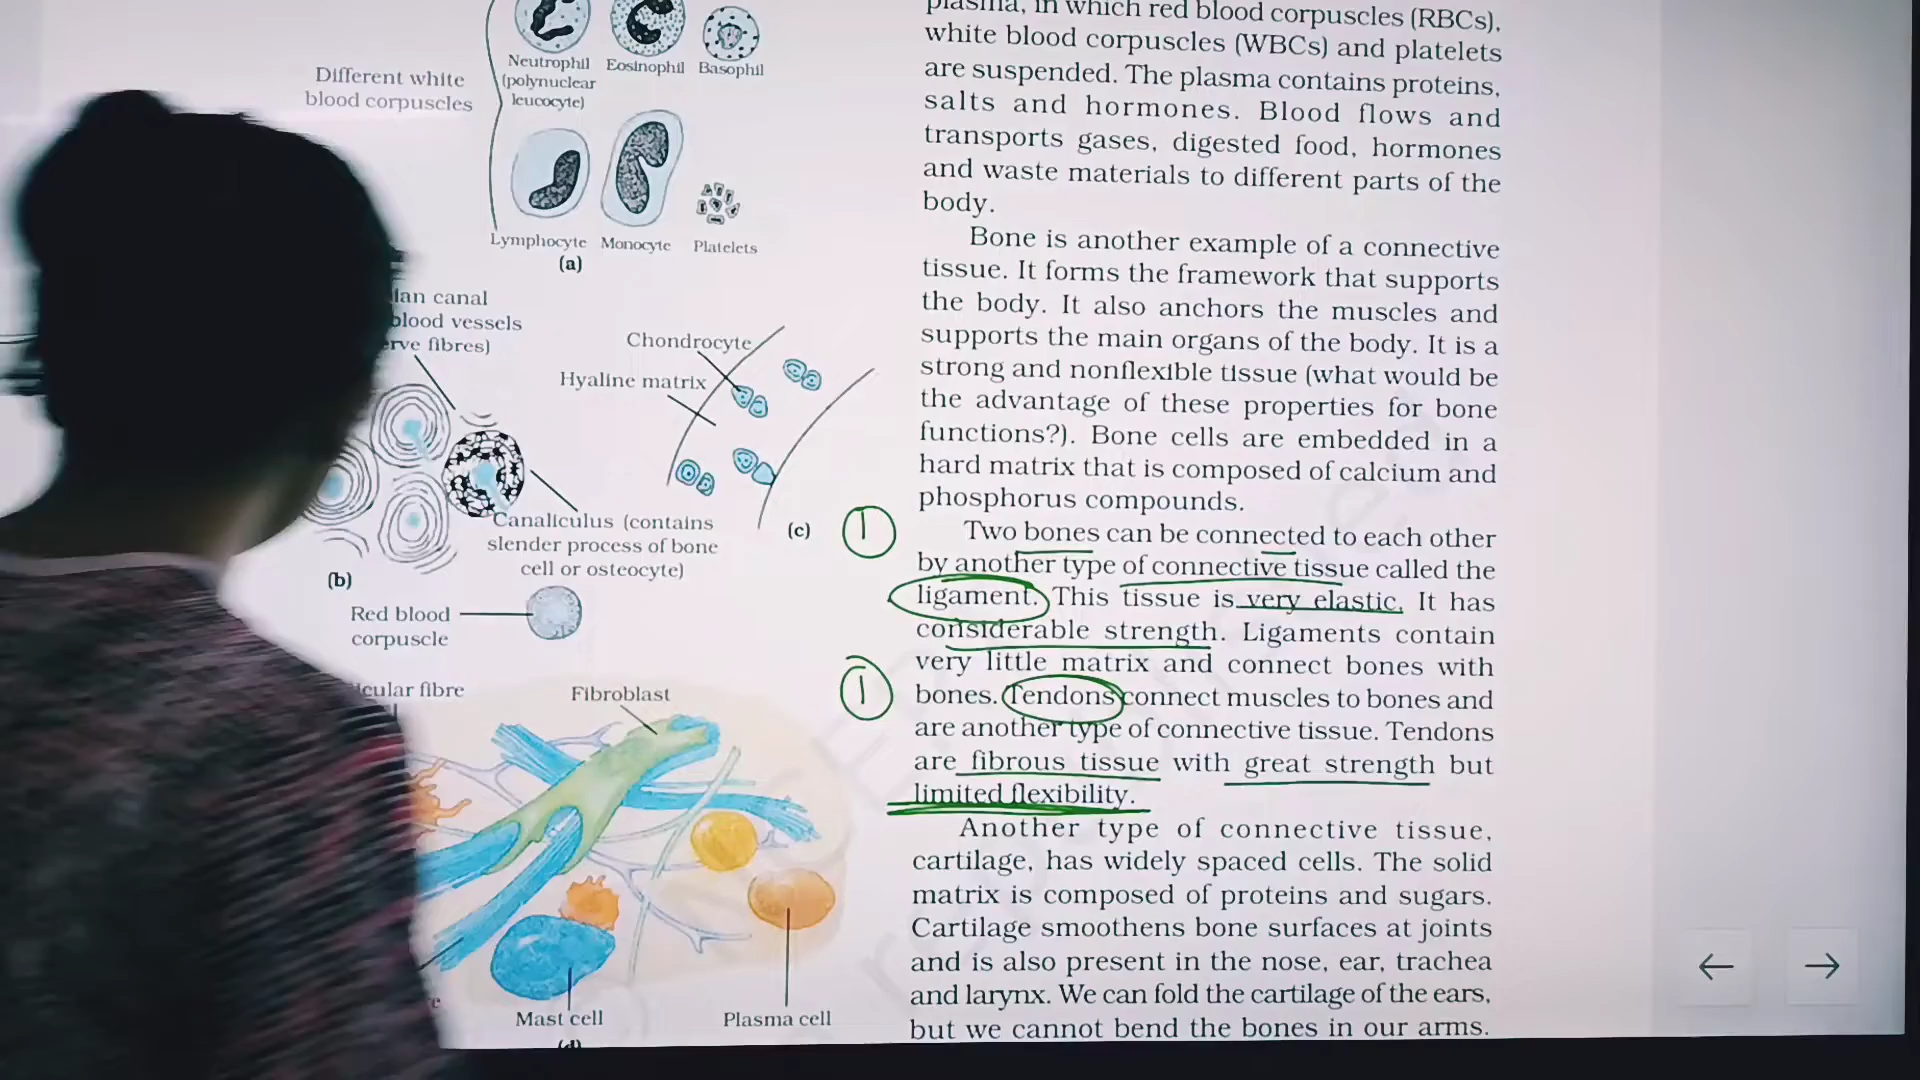 Neutrophil
(polynuclear
leucocyte)
Eosinophil
Basophil
Different white
blood corpuscles
Lymphocyte
Monocyte
Platelets
(a)
canal
blood vessels
fibres)
Chondrocyte
Hyaline matrix
Canaliculus (contains
slender process of bone
cell or osteocyte)
(c)
(b)
Red blood
corpuscle
fibre
Fibroblast
Mast cell
Plasma cell
(d)
plasma, in which red blood corpuscles (RBCs),
white blood corpuscles (WBCs) and platelets
are suspended. The plasma contains proteins,
salts and hormones. Blood flows and
transports gases, digested food, hormones
and waste materials to different parts of the
body.
Bone is another example of a connective
tissue. It forms the framework that supports
the body. It also anchors the muscles and
supports the main organs of the body. It is a
strong and nonflexible tissue (what would be
the advantage of these properties for bone
functions?). Bone cells are embedded in a
hard matrix that is composed of calcium and
phosphorus compounds.
1
Two bones can be connected to each other
by another type of connective tissue called the
ligament. This tissue is very elastic. It has
considerable strength. Ligaments contain
very little matrix and connect bones with
1
bones. Tendons connect muscles to bones and
are another type of connective tissue. Tendons
are fibrous tissue with great strength but
limited flexibility.
Another type of connective tissue,
cartilage, has widely spaced cells. The solid
matrix is composed of proteins and sugars.
Cartilage smoothens bone surfaces at joints
and is also present in the nose, ear, trachea
and larynx. We can fold the cartilage of the ears,
but we cannot bend the bones in our arms.